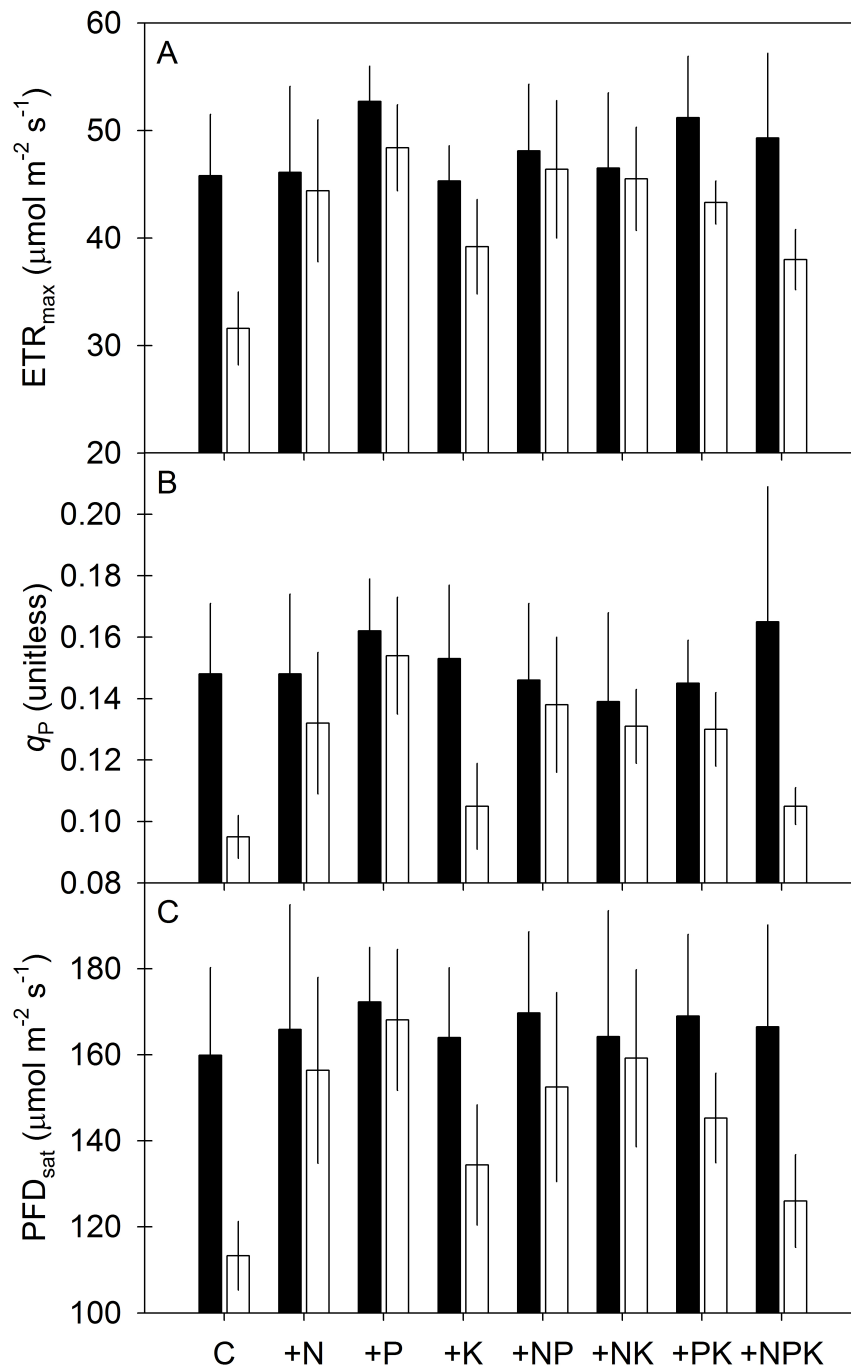 A
60
50
40
30
20
ETRmax (μmol m-2 s-1)
B
0.20
0.18
0.16
0.14
0.12
0.10
0.08
qP (unitless)
C
180
160
140
120
100
PFDsat (μmol m-2 s-1)
C +N +P +K +NP +NK +PK +NPK